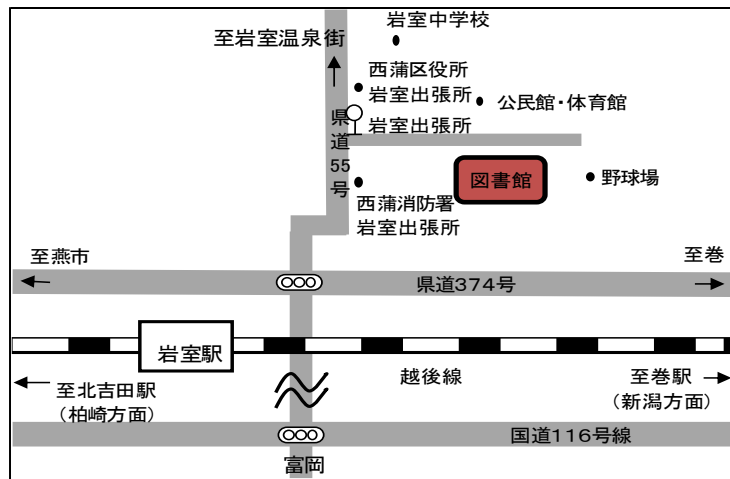 岩室中学校
至岩室温泉街
西蒲区役所
岩室出張所
公民館・体育館
岩室出張所
県道55号
図書館
野球場
西蒲消防署
岩室出張所
至燕市
至巻
県道374号
岩室駅
越後線
至北吉田駅
（柏崎方面）
至巻駅
（新潟方面）
国道116号線
富岡